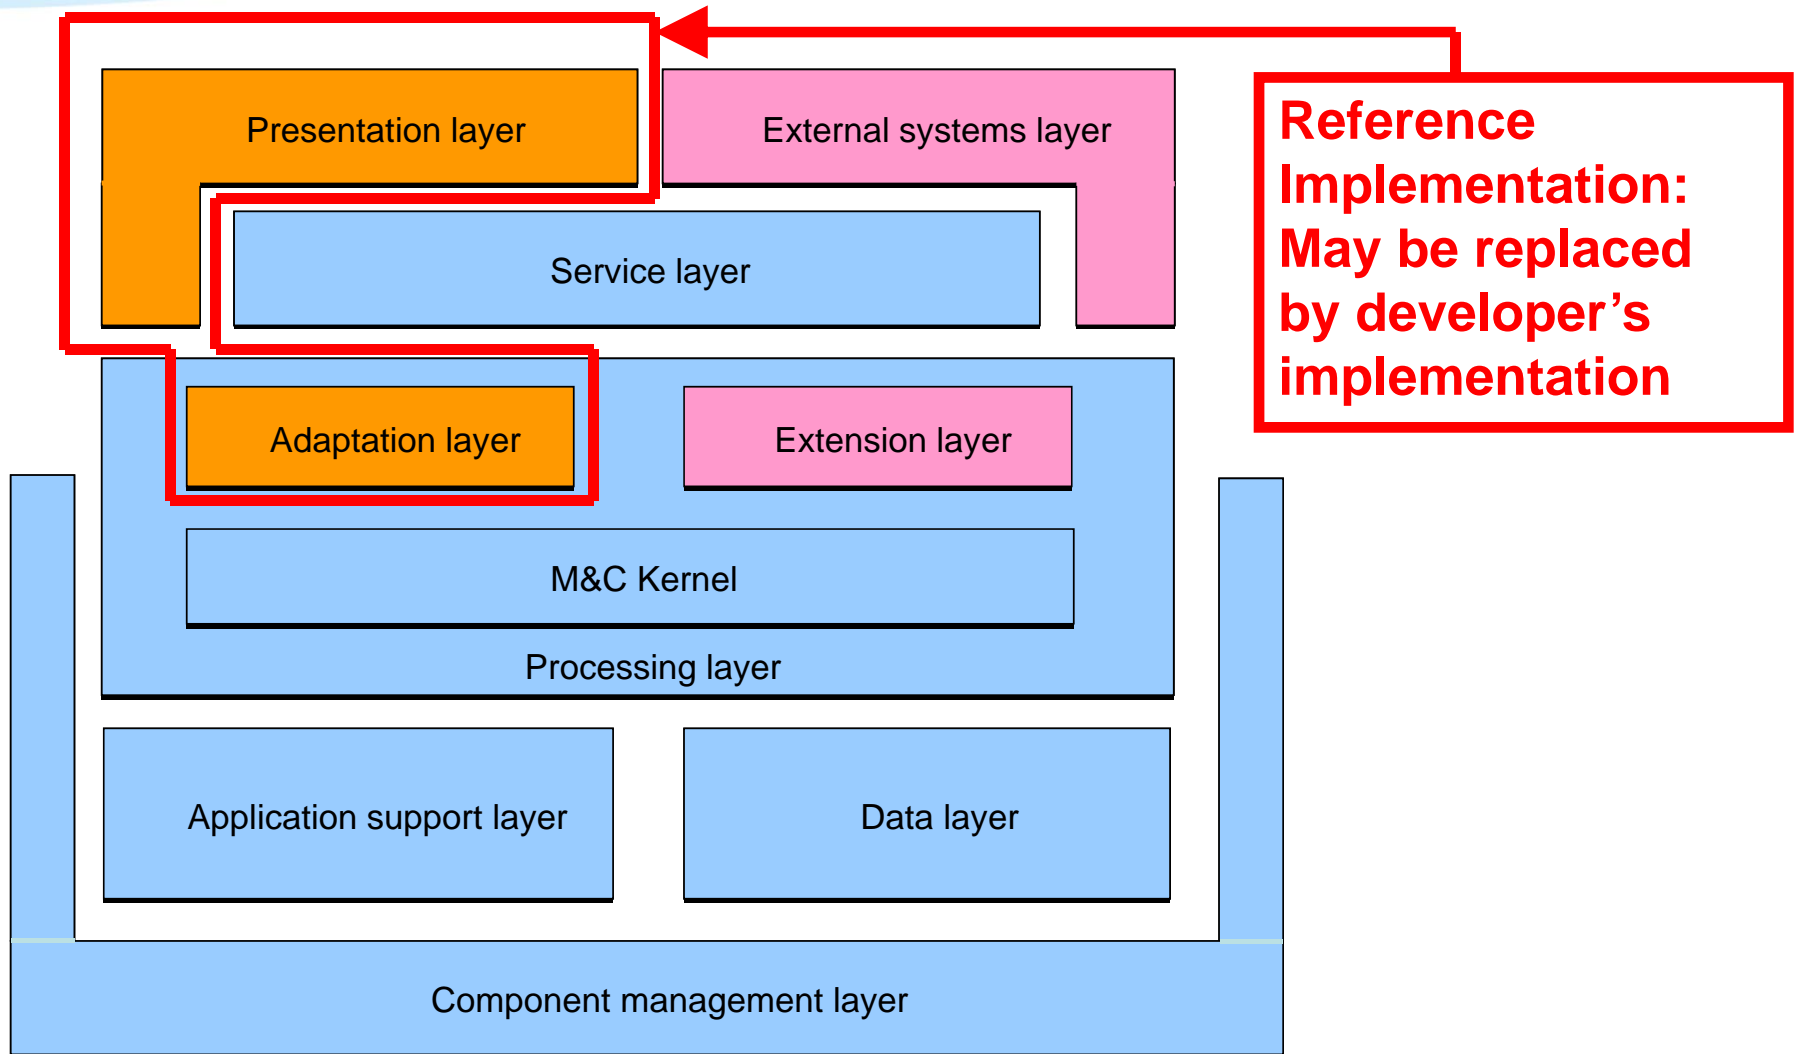 Presentation layer
External systems layer
Reference
Implementation:
May be replaced
by developer’s
implementation
Service layer
Adaptation layer
Extension layer
M&C Kernel
Processing layer
Application support layer
Data layer
Component management layer